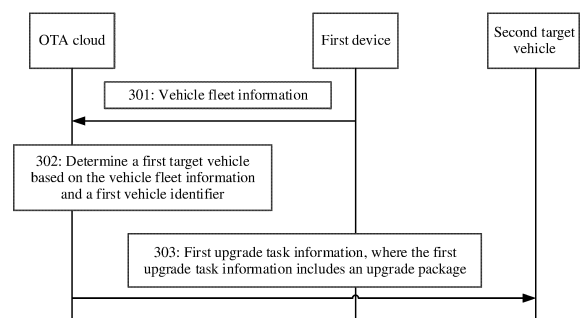 OTA cloud
First device
Second target
vehicle
301: Vehicle fleet information
302: Determine a first target vehicle
based on the vehicle fleet information
and a first vehicle identifier
303: First upgrade task information, where the first
upgrade task information includes an upgrade package